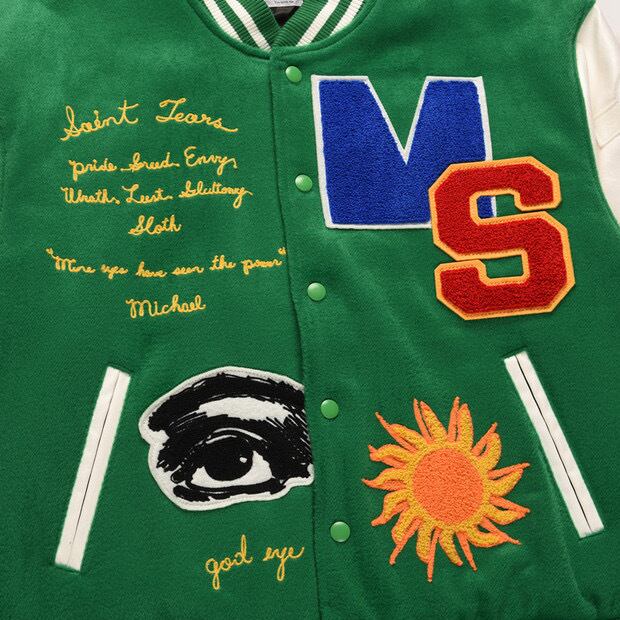 Saint Tears
pride Greed Envy,
Wrath, Lust Gluttony
Sloth
"Mine eyes have seen the power"
Michael
M
S
god eye